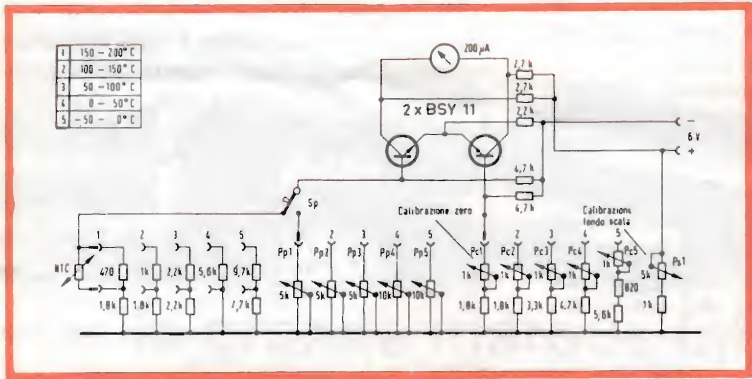 1 150 – 200° C
2 100 – 150° C
3 50 – 100° C
4 0 – 50° C
5 – 50 – 0° C
200 µA
2,7 k
2,7 k
2 x BSY 11
2,2 k
–
6 V
+
4,7 k
4,7 k
Sp
Calibrazione zero
Calibrazione fondo scala
1 2 3 4 5
Pp1 Pp2 Pp3 Pp4 Pp5
Pc1 Pc2 Pc3 Pc4 Pc5
1 2 3 4 5
Ps1
NTC
470 1k 2,2k 5,6k
1,8k 1,8k 2,2k
5k 5k 5k 10k 10k
1k 1k 1k 1k 1k
5k
1,8k 1,8k 3,3k 4,7k
820
5,6k
1k